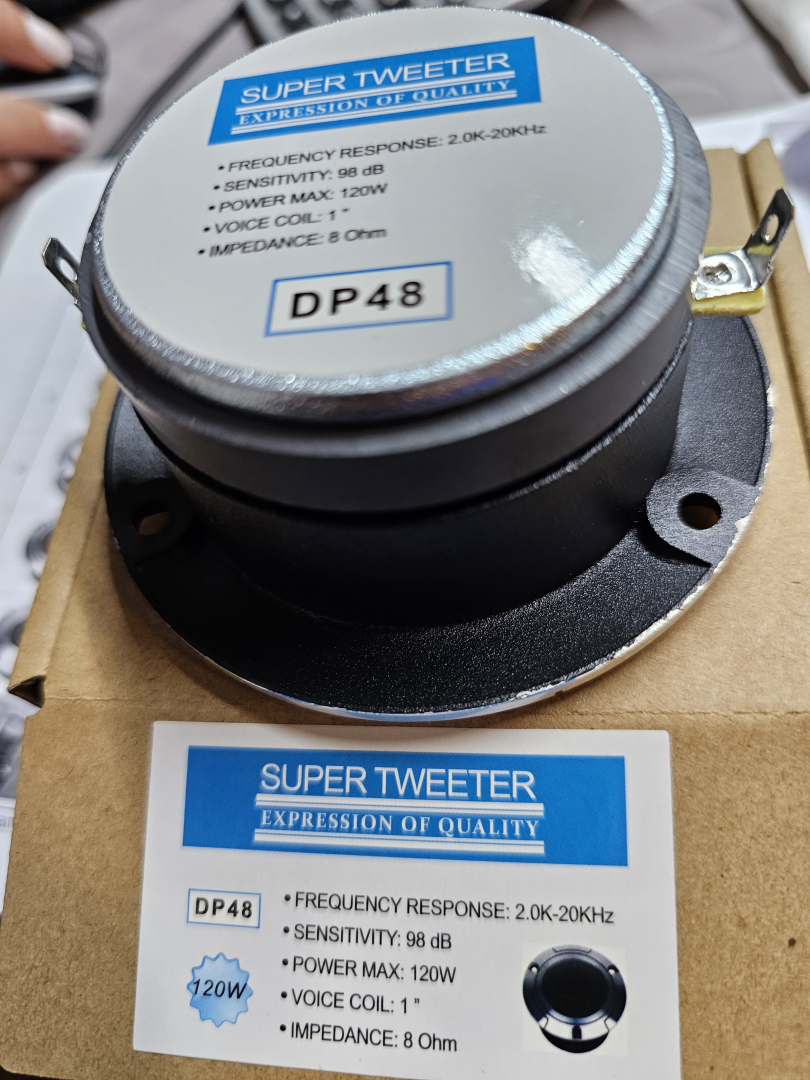 SUPER TWEETER
EXPRESSION OF QUALITY
• FREQUENCY RESPONSE: 2.0K-20KHz
• SENSITIVITY: 98 dB
• POWER MAX: 120W
• VOICE COIL: 1 "
• IMPEDANCE: 8 Ohm
DP48
SUPER TWEETER
EXPRESSION OF QUALITY
DP48
120W
• FREQUENCY RESPONSE: 2.0K-20KHz
• SENSITIVITY: 98 dB
• POWER MAX: 120W
• VOICE COIL: 1 "
• IMPEDANCE: 8 Ohm